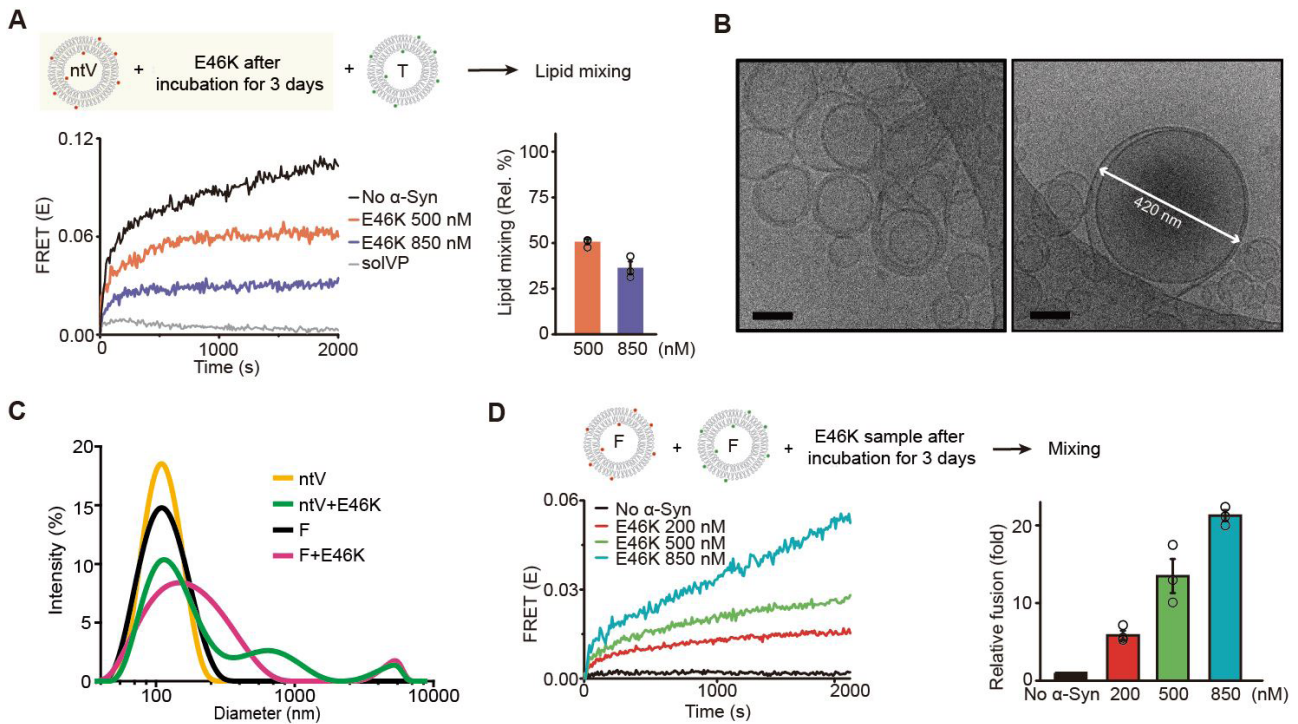 A
ntV
+
E46K after
incubation for 3 days
+
T
Lipid mixing
0.12
0.06
0.00
FRET (E)
0
1000
2000
Time (s)
No α-Syn
E46K 500 nM
E46K 850 nM
solVP
100
75
50
25
0
Lipid mixing (Rel. %)
500
850
(nM)
B
420 nm
C
20
15
10
5
0
Intensity (%)
100
1000
10000
Diameter (nm)
ntV
ntV+E46K
F
F+E46K
D
F
+
F
+
E46K sample after
incubation for 3 days
Mixing
0.06
0.03
0.00
FRET (E)
0
1000
2000
Time (s)
No α-Syn
E46K 200 nM
E46K 500 nM
E46K 850 nM
20
10
0
Relative fusion (fold)
No α-Syn
200
500
850
(nM)